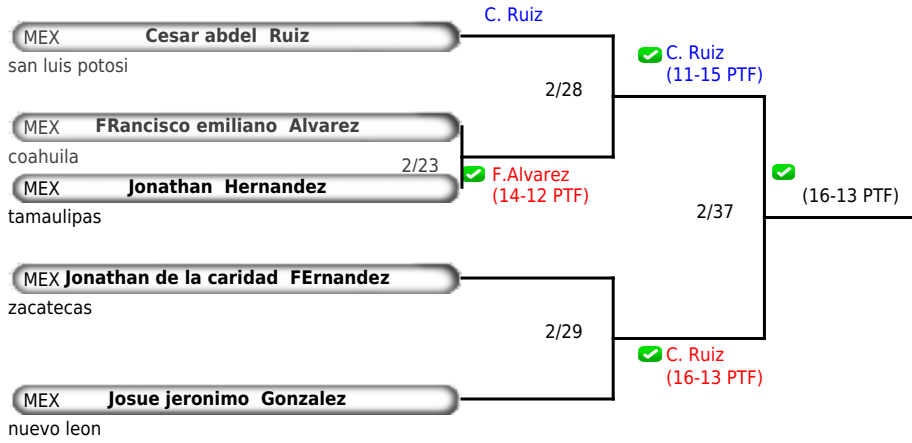 C. Ruiz
MEX Cesar abdel Ruiz
san luis potosi
C. Ruiz
(11-15 PTF)
2/28
MEX FRancisco emiliano Alvarez
coahuila
2/23
F.Alvarez
(14-12 PTF)
MEX Jonathan Hernandez
tamaulipas
(16-13 PTF)
2/37
MEX Jonathan de la caridad FErnandez
zacatecas
2/29
C. Ruiz
(16-13 PTF)
MEX Josue jeronimo Gonzalez
nuevo leon